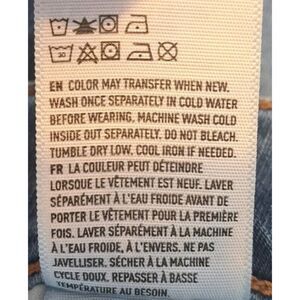 EN COLOR MAY TRANSFER WHEN NEW.
WASH ONCE SEPARATELY IN COLD WATER
BEFORE WEARING. MACHINE WASH COLD
INSIDE OUT SEPARATELY. DO NOT BLEACH.
TUMBLE DRY LOW. COOL IRON IF NEEDED.
FR LA COULEUR PEUT DÉTEINDRE
LORSQUE LE VÊTEMENT EST NEUF. LAVER
SÉPARÉMENT À L'EAU FROIDE AVANT DE
PORTER LE VÊTEMENT POUR LA PREMIÈRE
FOIS. LAVER SÉPARÉMENT À LA MACHINE
À L'EAU FROIDE, À L'ENVERS. NE PAS
JAVELLISER. SÉCHER À LA MACHINE
CYCLE DOUX. REPASSER À BASSE
TEMPÉRATURE AU BESOIN.